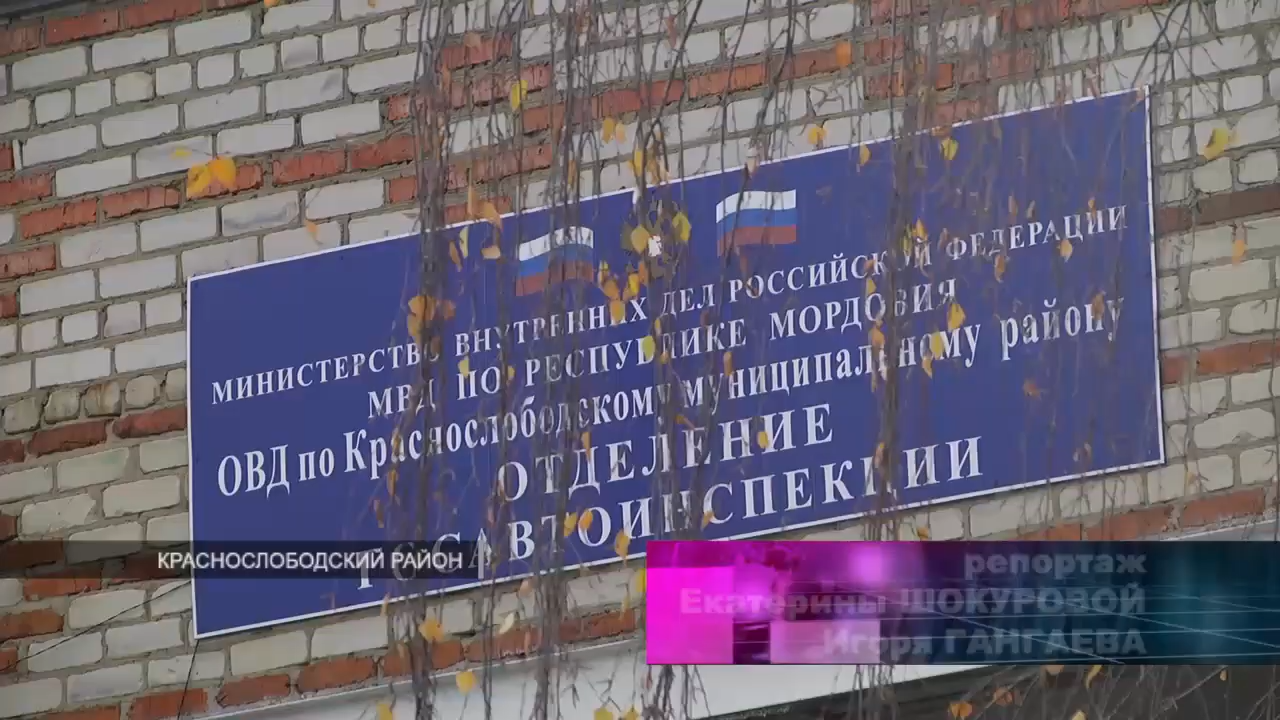 МИНИСТЕРСТВО ВНУТРЕННИХ ДЕЛ РОССИЙСКОЙ ФЕДЕРАЦИИ
МВД ПО РЕСПУБЛИКЕ МОРДОВИЯ
ОВД по Краснослободскому муниципальному району
ОТДЕЛЕНИЕ
ГОСАВТОИНСПЕКЦИИ
КРАСНОСЛОБОДСКИЙ РАЙОН
репортаж
Екатерины ШОКУРОВОЙ
Игоря ГАНГАЕВА